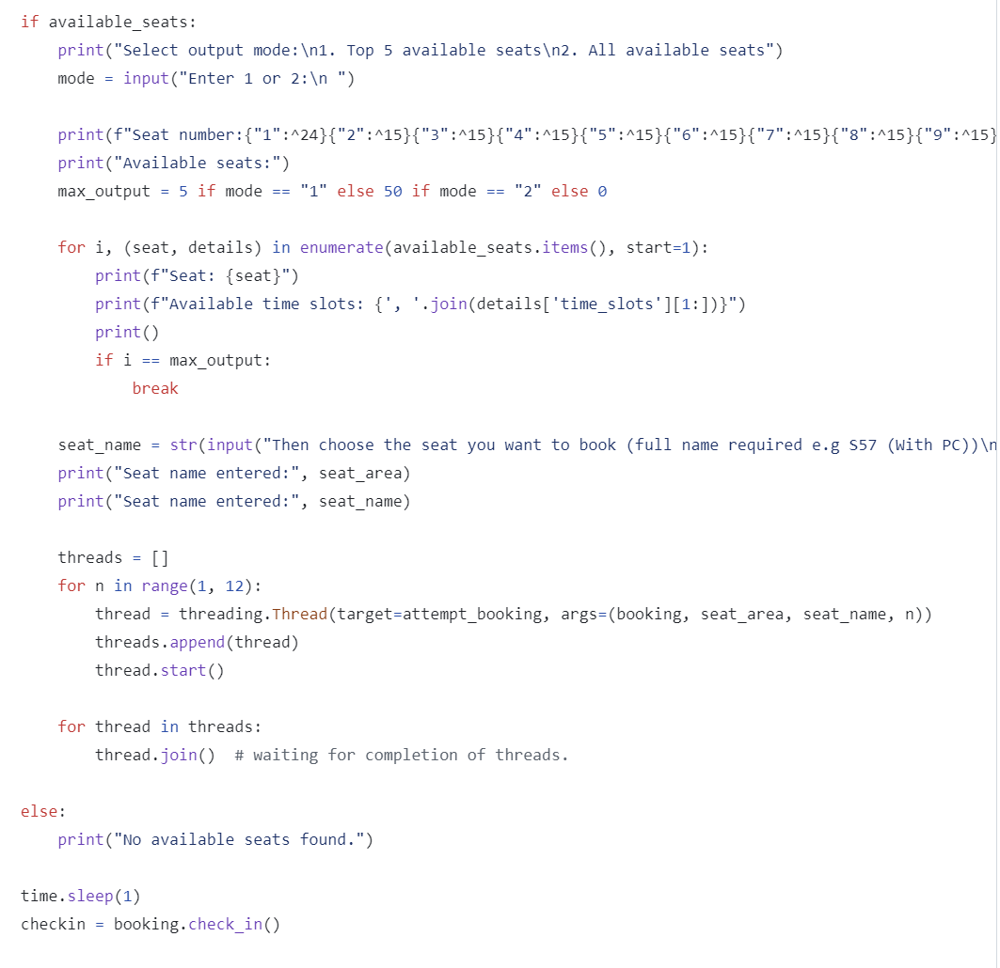 if available_seats:
    print("Select output mode:\n1. Top 5 available seats\n2. All available seats")
    mode = input("Enter 1 or 2:\n ")

    print(f"Seat number:{"1":^24}{"2":^15}{"3":^15}{"4":^15}{"5":^15}{"6":^15}{"7":^15}{"8":^15}{"9":^15}
    print("Available seats:")
    max_output = 5 if mode == "1" else 50 if mode == "2" else 0

    for i, (seat, details) in enumerate(available_seats.items(), start=1):
        print(f"Seat: {seat}")
        print(f"Available time slots: {', '.join(details['time_slots'][1:])}")
        print()
        if i == max_output:
            break

    seat_name = str(input("Then choose the seat you want to book (full name required e.g S57 (With PC))\n
    print("Seat name entered:", seat_area)
    print("Seat name entered:", seat_name)

    threads = []
    for n in range(1, 12):
        thread = threading.Thread(target=attempt_booking, args=(booking, seat_area, seat_name, n))
        threads.append(thread)
        thread.start()

    for thread in threads:
        thread.join()  # waiting for completion of threads.

else:
    print("No available seats found.")

time.sleep(1)
checkin = booking.check_in()